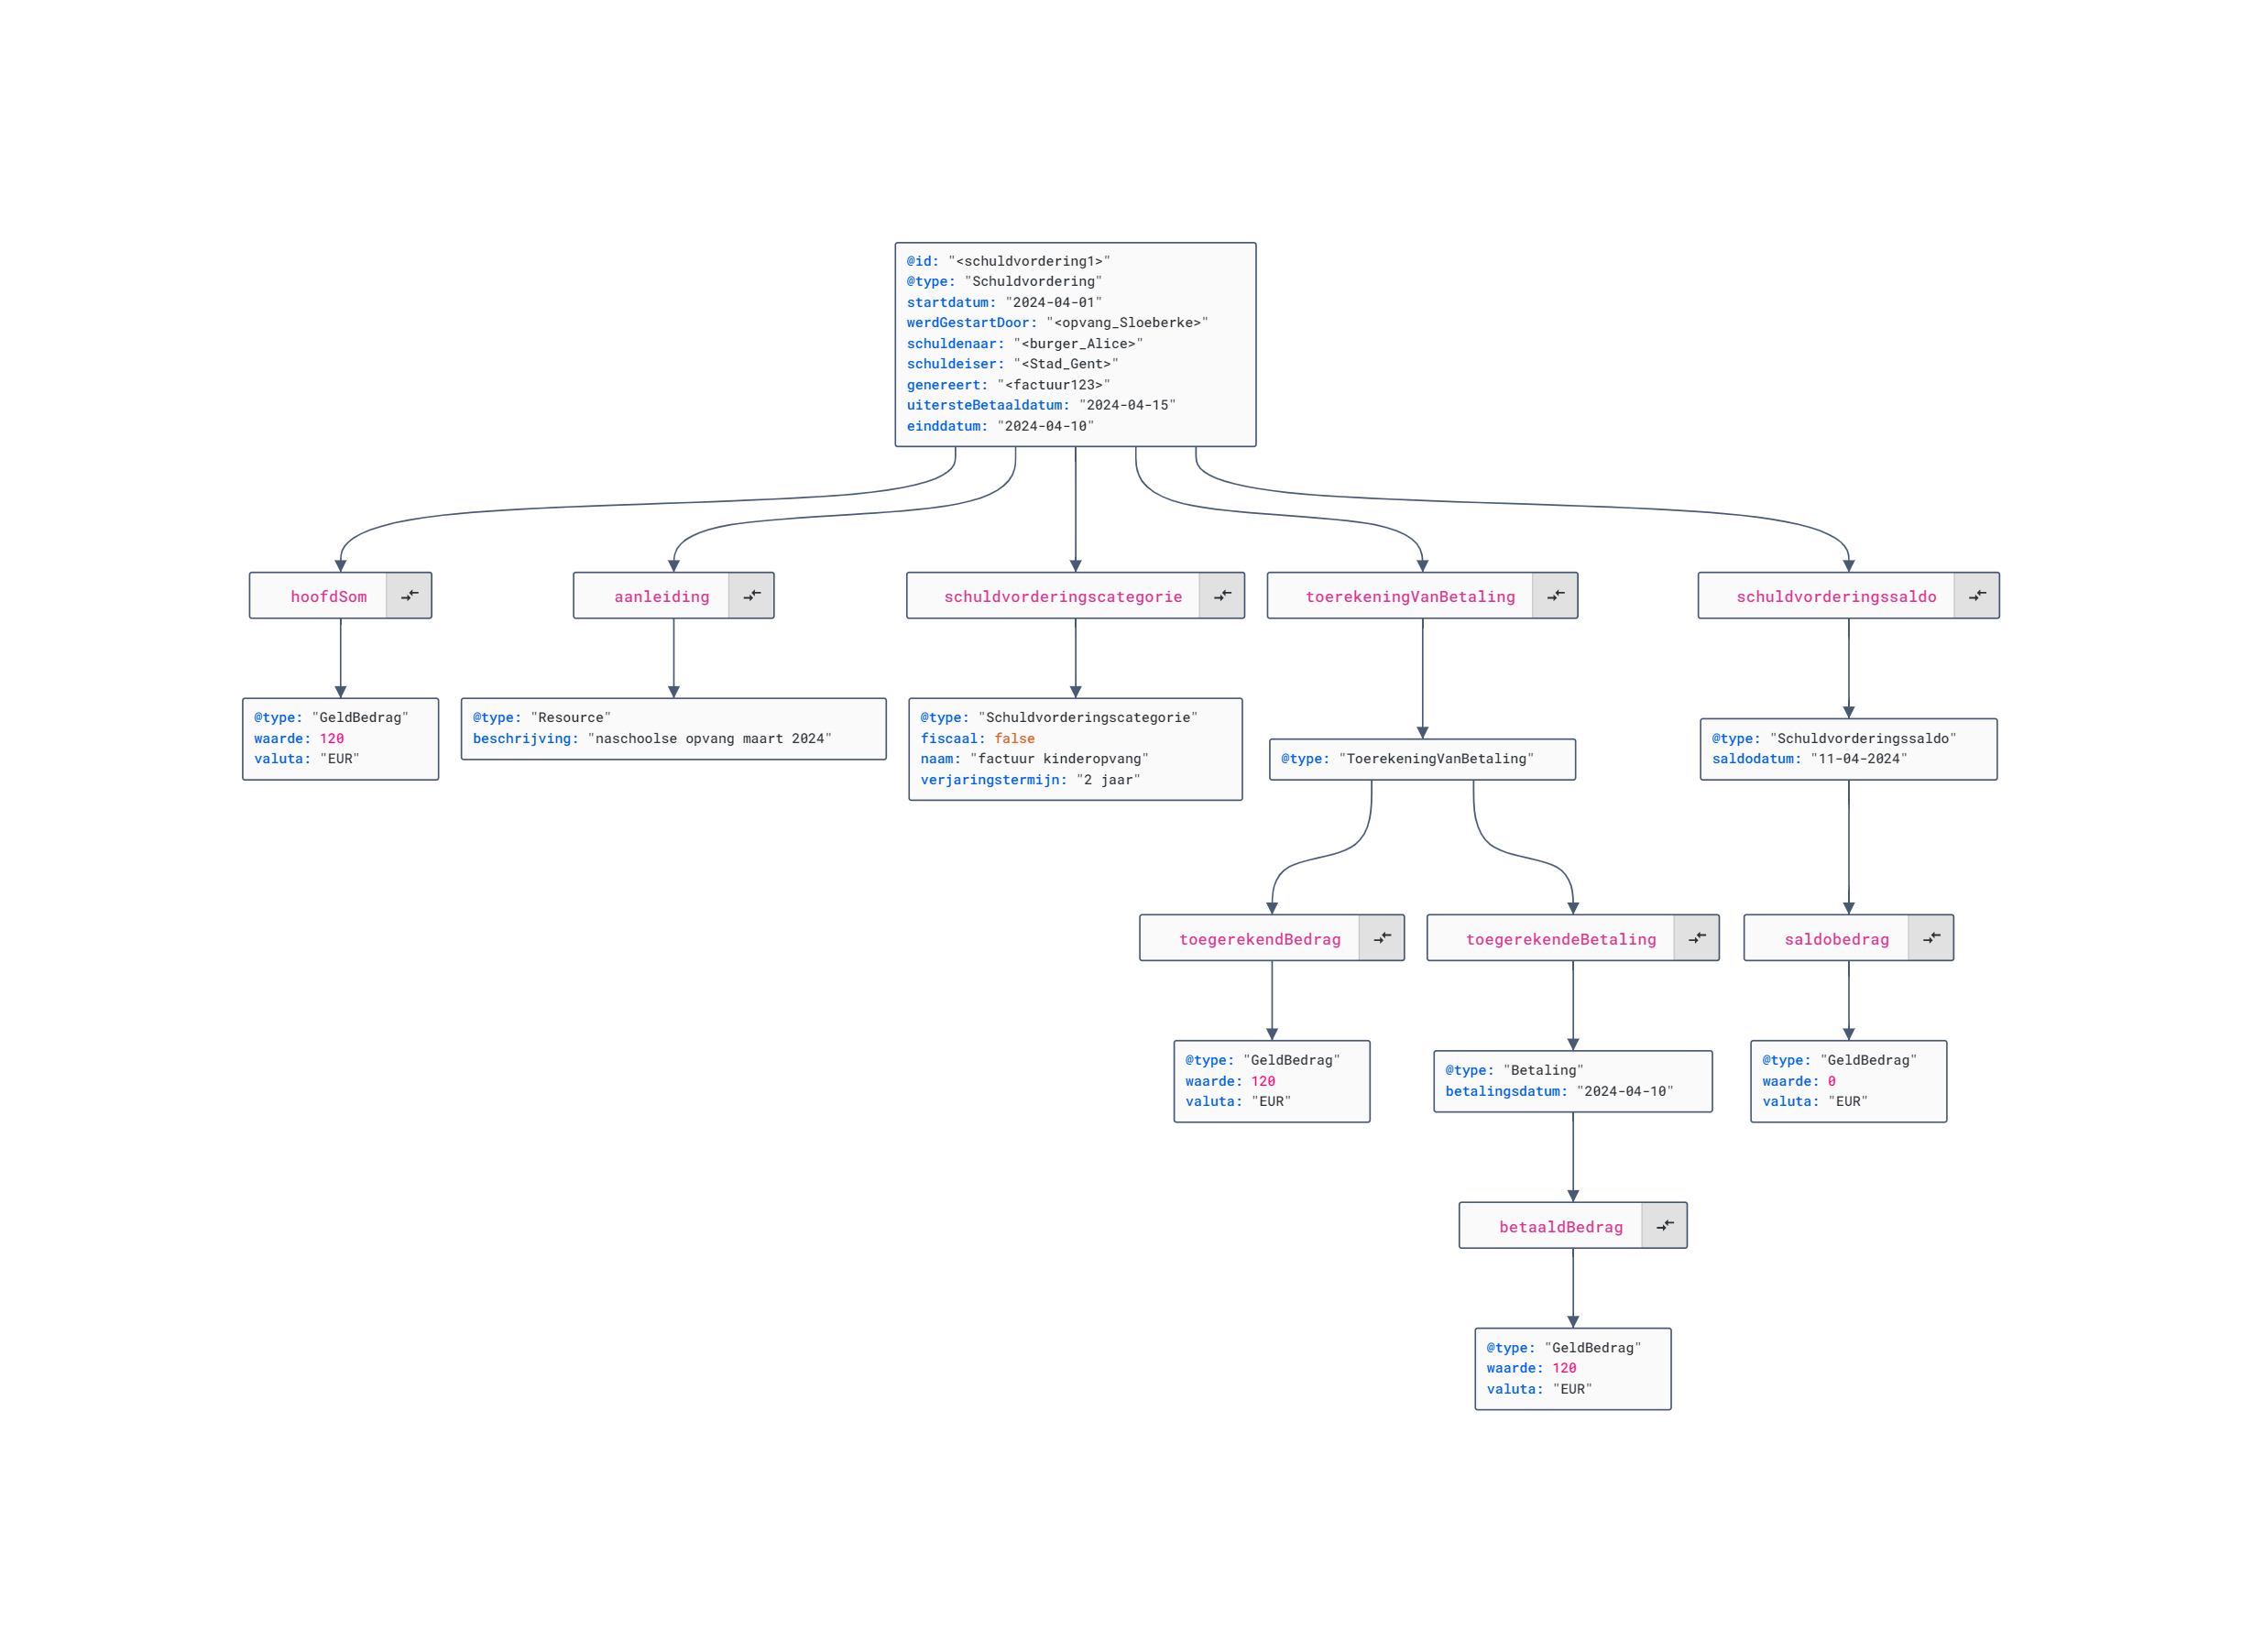 @id: "<schuldvordering1>"
@type: "Schuldvordering"
startdatum: "2024-04-01"
werdGestartDoor: "<opvang_Sloeberke>"
schuldenaar: "<burger_Alice>"
schuldeiser: "<Stad_Gent>"
genereert: "<factuur123>"
uitersteBetaaldatum: "2024-04-15"
einddatum: "2024-04-10"
hoofdSom
aanleiding
schuldvorderingscategorie
toerekeningVanBetaling
schuldvorderingssaldo
@type: "GeldBedrag"
waarde: 120
valuta: "EUR"
@type: "Resource"
beschrijving: "naschoolse opvang maart 2024"
@type: "Schuldvorderingscategorie"
fiscaal: false
naam: "factuur kinderopvang"
verjaringstermijn: "2 jaar"
@type: "ToerekeningVanBetaling"
@type: "Schuldvorderingssaldo"
saldodatum: "11-04-2024"
toegerekendBedrag
toegerekendeBetaling
saldobedrag
@type: "GeldBedrag"
waarde: 120
valuta: "EUR"
@type: "Betaling"
betalingsdatum: "2024-04-10"
@type: "GeldBedrag"
waarde: 0
valuta: "EUR"
betaaldBedrag
@type: "GeldBedrag"
waarde: 120
valuta: "EUR"